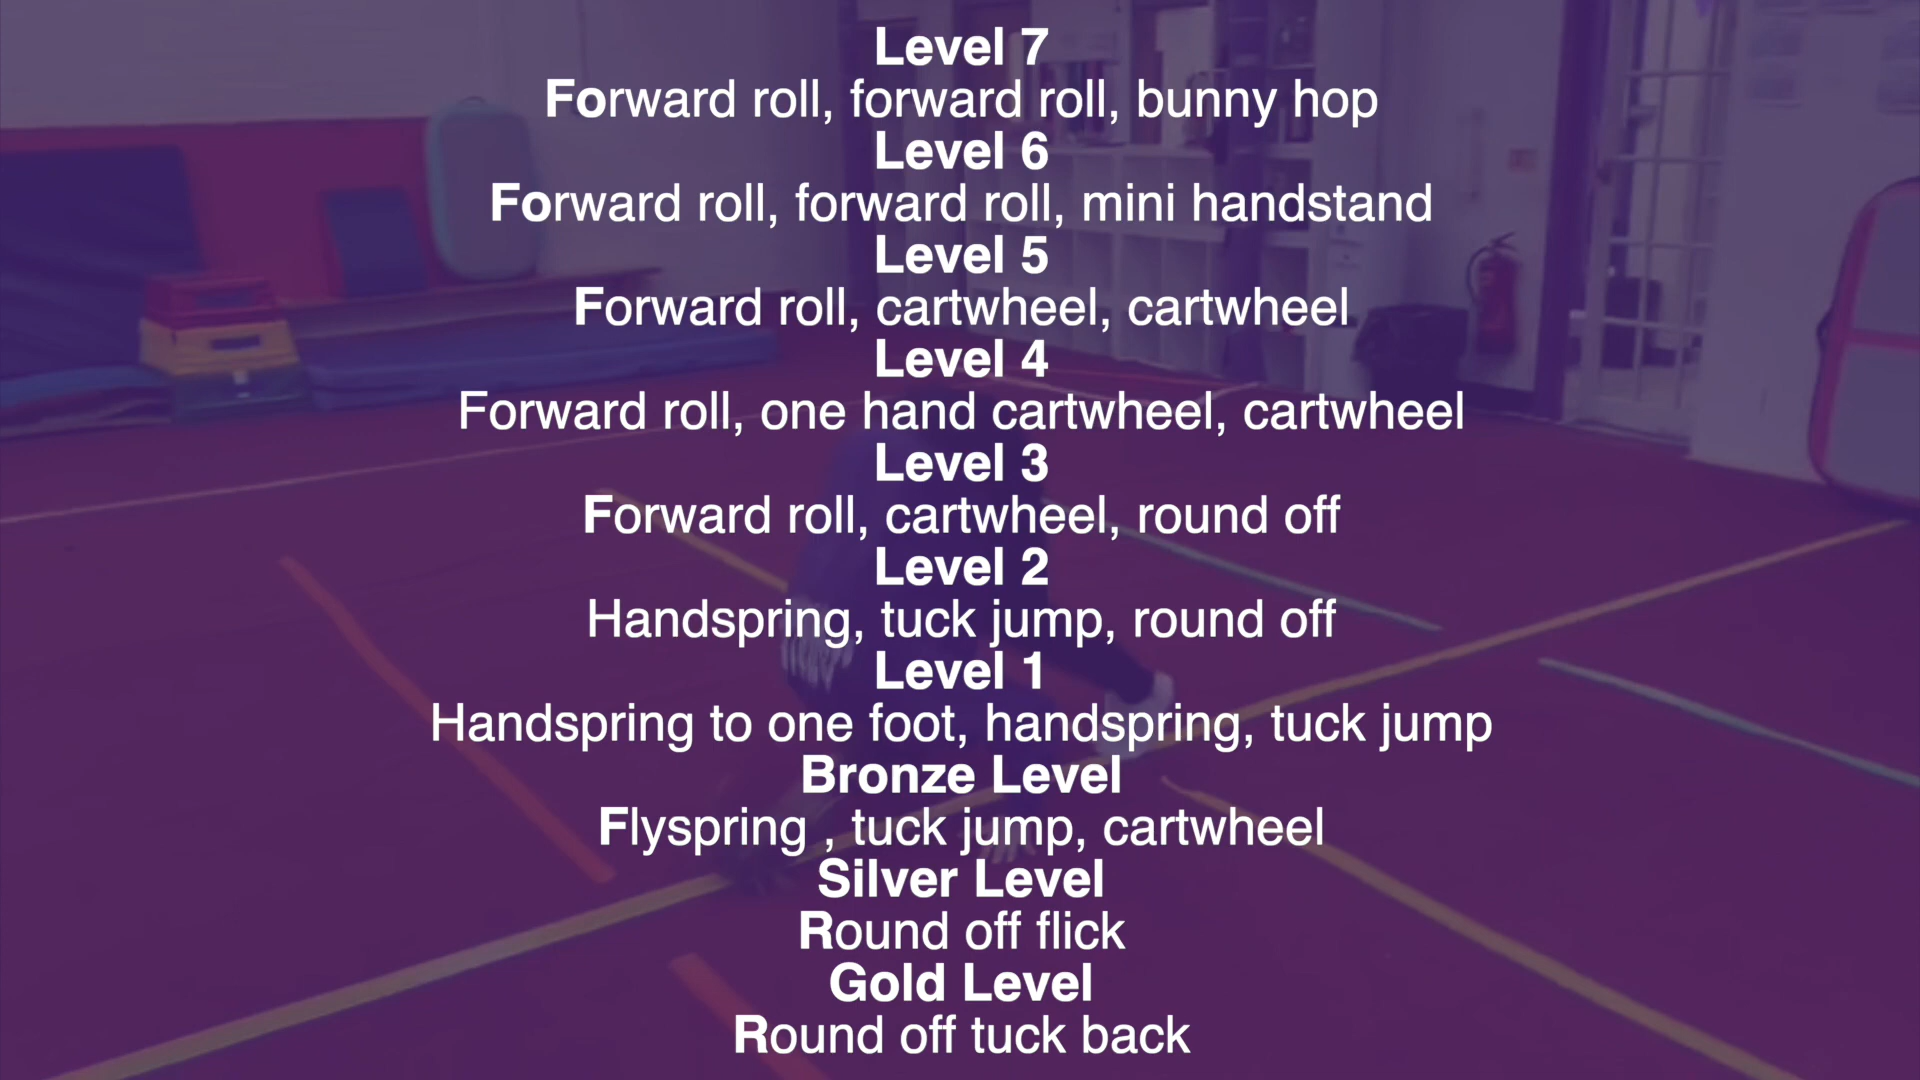 Level 7
Forward roll, forward roll, bunny hop
Level 6
Forward roll, forward roll, mini handstand
Level 5
Forward roll, cartwheel, cartwheel
Level 4
Forward roll, one hand cartwheel, cartwheel
Level 3
Forward roll, cartwheel, round off
Level 2
Handspring, tuck jump, round off
Level 1
Handspring to one foot, handspring, tuck jump
Bronze Level
Flyspring , tuck jump, cartwheel
Silver Level
Round off flick
Gold Level
Round off tuck back